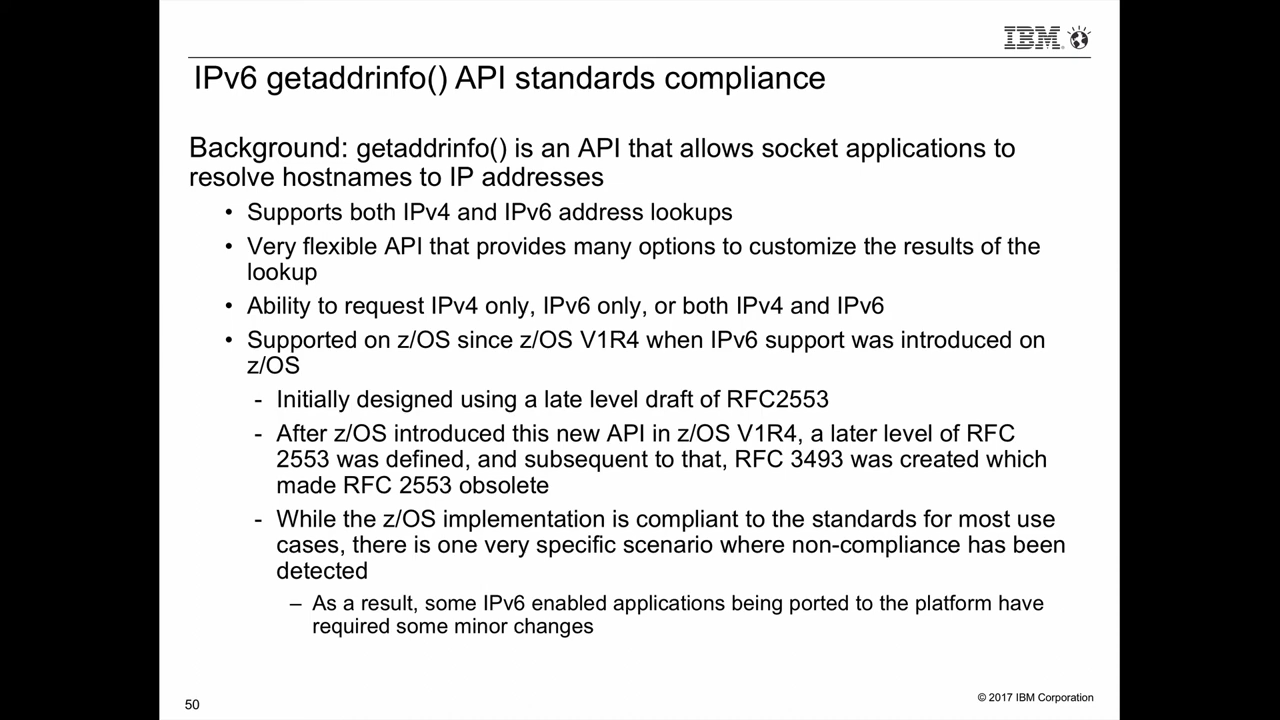 IBM
IPv6 getaddrinfo() API standards compliance
Background: getaddrinfo() is an API that allows socket applications to
resolve hostnames to IP addresses
• Supports both IPv4 and IPv6 address lookups
• Very flexible API that provides many options to customize the results of the
lookup
• Ability to request IPv4 only, IPv6 only, or both IPv4 and IPv6
• Supported on z/OS since z/OS V1R4 when IPv6 support was introduced on
z/OS
- Initially designed using a late level draft of RFC2553
- After z/OS introduced this new API in z/OS V1R4, a later level of RFC
2553 was defined, and subsequent to that, RFC 3493 was created which
made RFC 2553 obsolete
- While the z/OS implementation is compliant to the standards for most use
cases, there is one very specific scenario where non-compliance has been
detected
– As a result, some IPv6 enabled applications being ported to the platform have
required some minor changes
50
© 2017 IBM Corporation